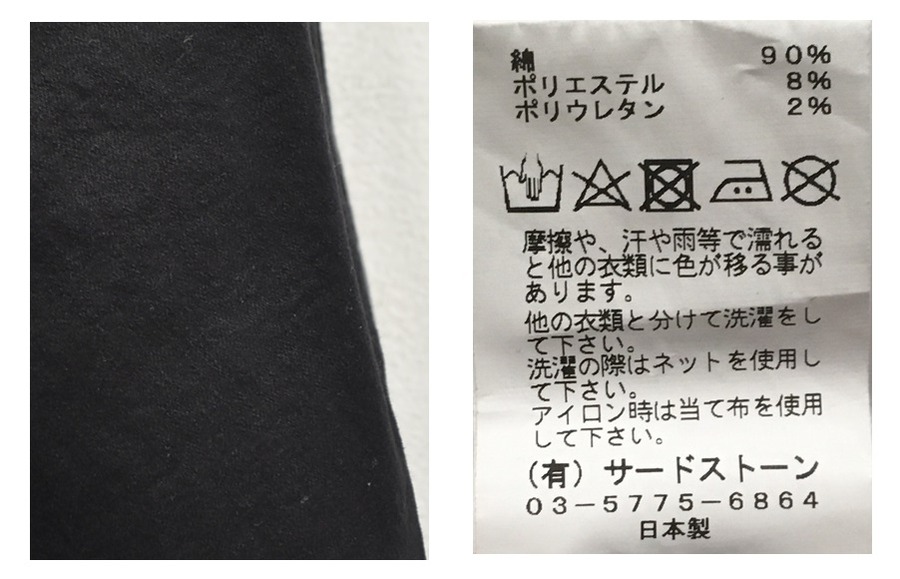 綿 90%
ポリエステル 8%
ポリウレタン 2%
摩擦や、汗や雨等で濡れる
と他の衣類に色が移る事が
あります。
他の衣類と分けて洗濯をし
て下さい。
洗濯の際はネットを使用し
て下さい。
アイロン時は当て布を使用
して下さい。
(有)サードストーン
03-5775-6864
日本製